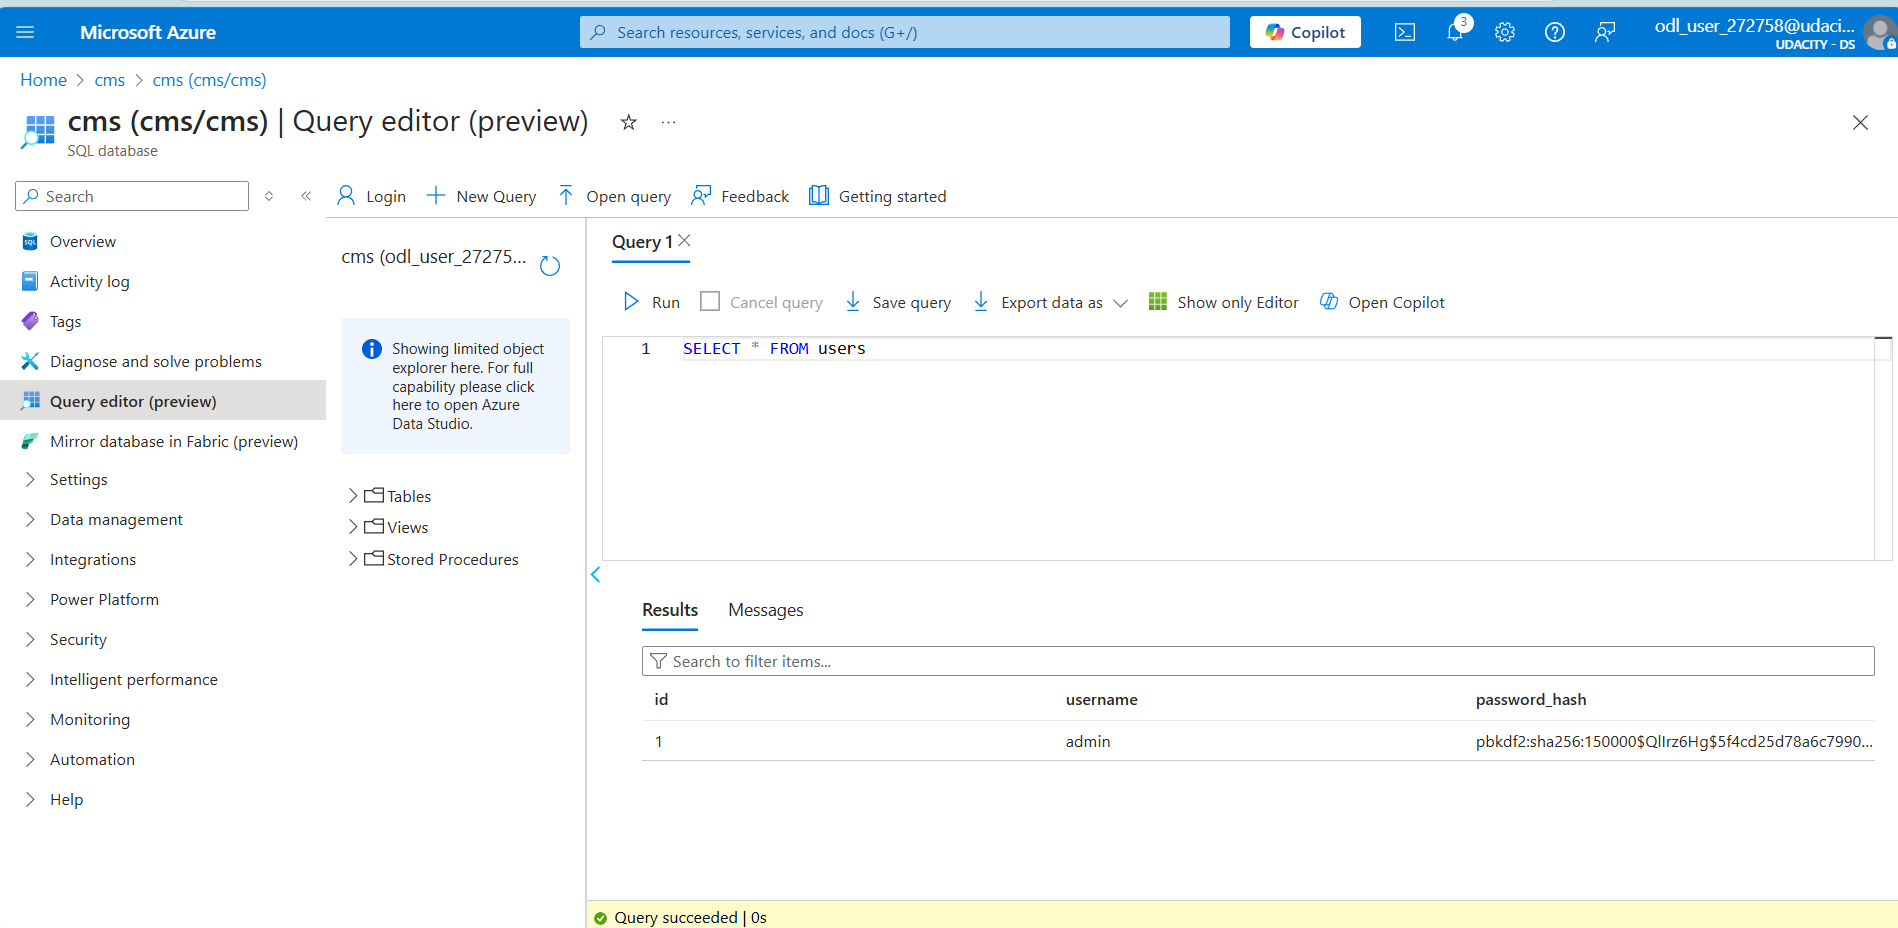 Microsoft Azure
Search resources, services, and docs (G+/)
Copilot
3
odl_user_272758@udaci...
UDACITY - DS
Home > cms > cms (cms/cms)
cms (cms/cms) | Query editor (preview)
...
SQL database
Search
Login
New Query
Open query
Feedback
Getting started
Overview
Activity log
Tags
Diagnose and solve problems
Query editor (preview)
Mirror database in Fabric (preview)
Settings
Data management
Integrations
Power Platform
Security
Intelligent performance
Monitoring
Automation
Help
cms (odl_user_27275...
Showing limited object
explorer here. For full
capability please click
here to open Azure
Data Studio.
Tables
Views
Stored Procedures
Query 1
Run
Cancel query
Save query
Export data as
Show only Editor
Open Copilot
1 SELECT * FROM users
Results
Messages
Search to filter items...
id username password_hash
1 admin pbkdf2:sha256:150000$QlIrz6Hg$5f4cd25d78a6c7990...
Query succeeded | 0s